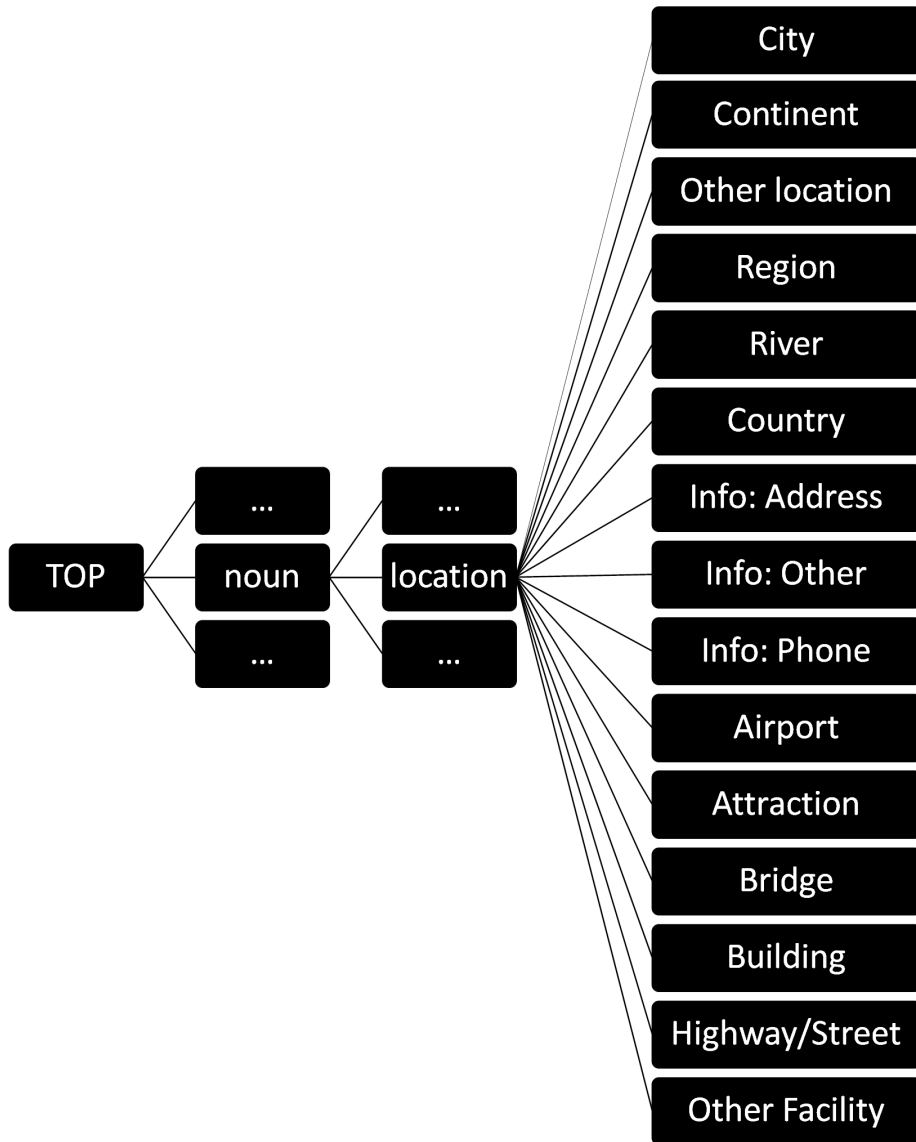 TOP
...
noun
...
...
location
...
City
Continent
Other location
Region
River
Country
Info: Address
Info: Other
Info: Phone
Airport
Attraction
Bridge
Building
Highway/Street
Other Facility